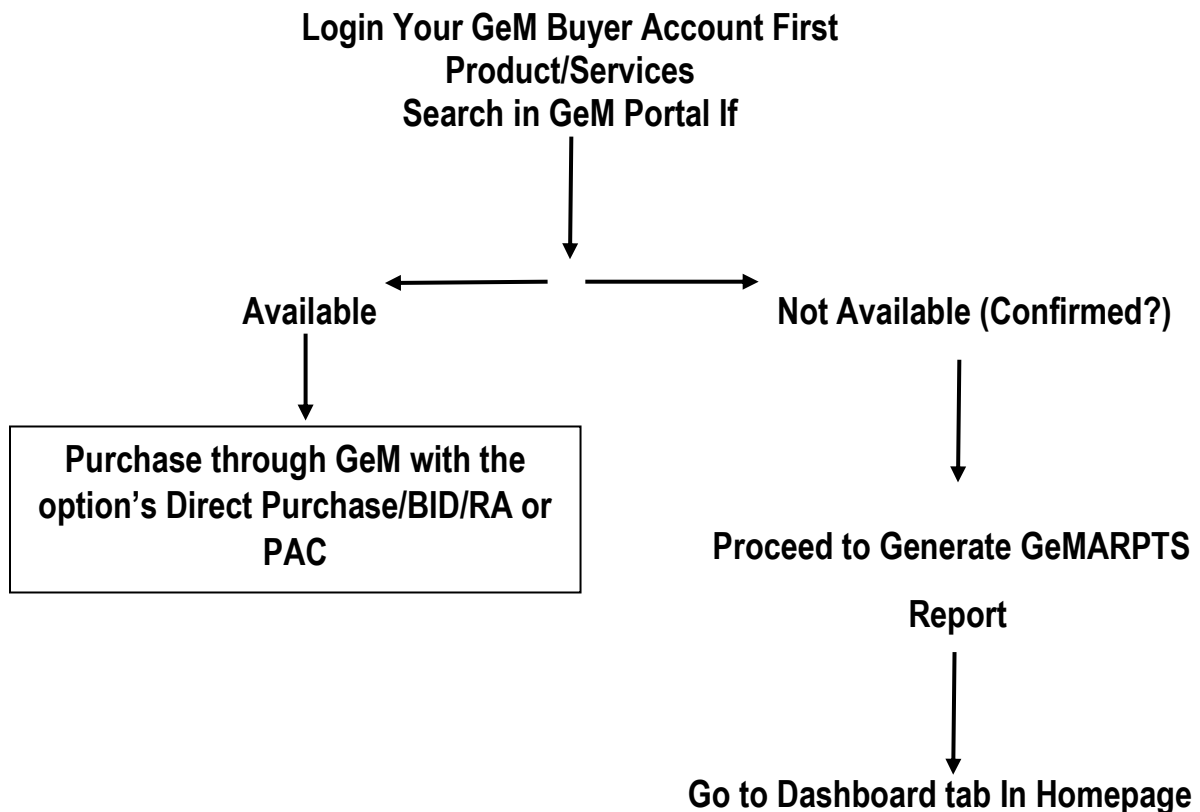 Login Your GeM Buyer Account First
Product/Services
Search in GeM Portal If
Available
Not Available (Confirmed?)
Purchase through GeM with the
option’s Direct Purchase/BID/RA or
PAC
Proceed to Generate GeMARPTS
Report
Go to Dashboard tab In Homepage